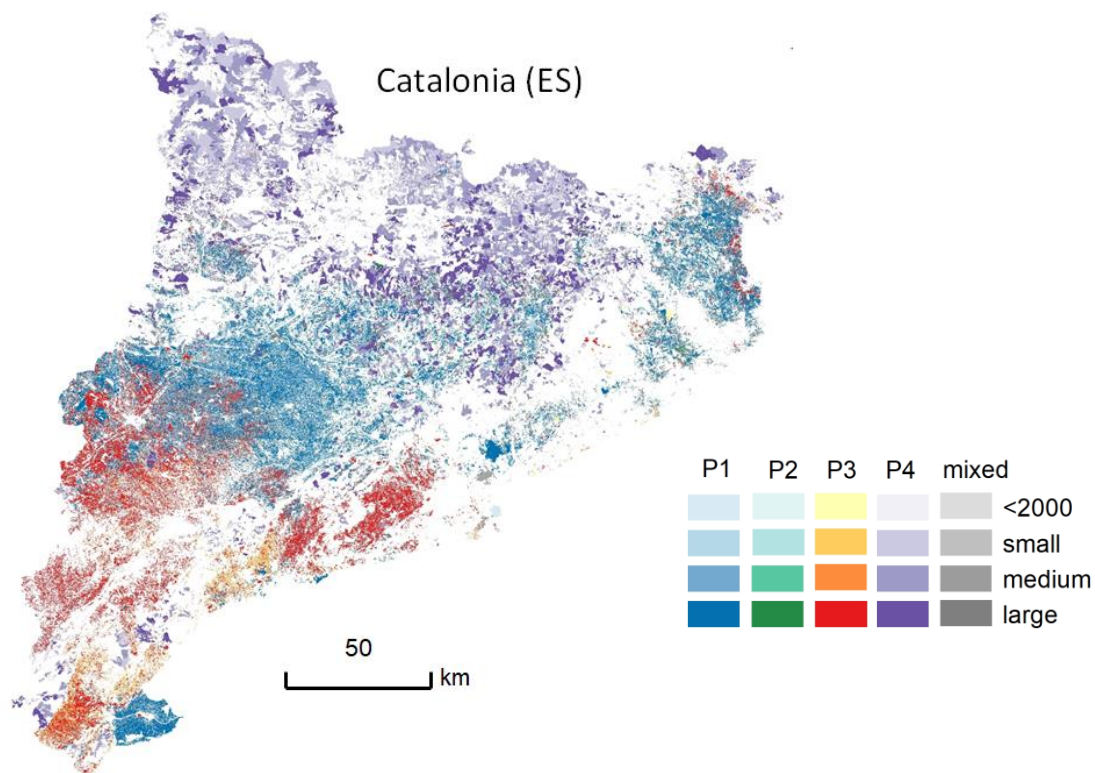 Catalonia (ES)
P1 P2 P3 P4 mixed
<2000
small
medium
large
50
km